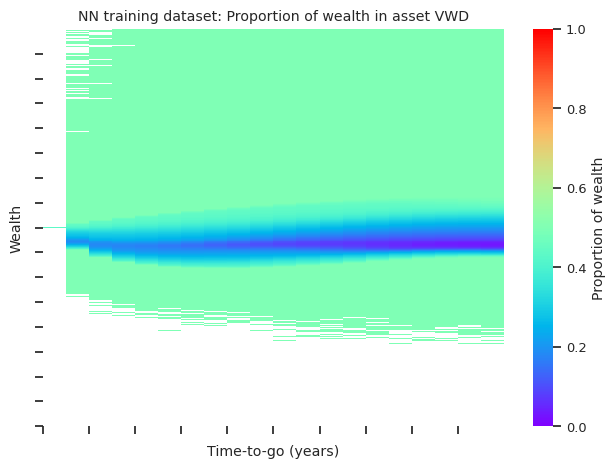 NN training dataset: Proportion of wealth in asset VWD
Wealth
Time-to-go (years)
1.0
0.8
0.6
0.4
0.2
0.0
Proportion of wealth